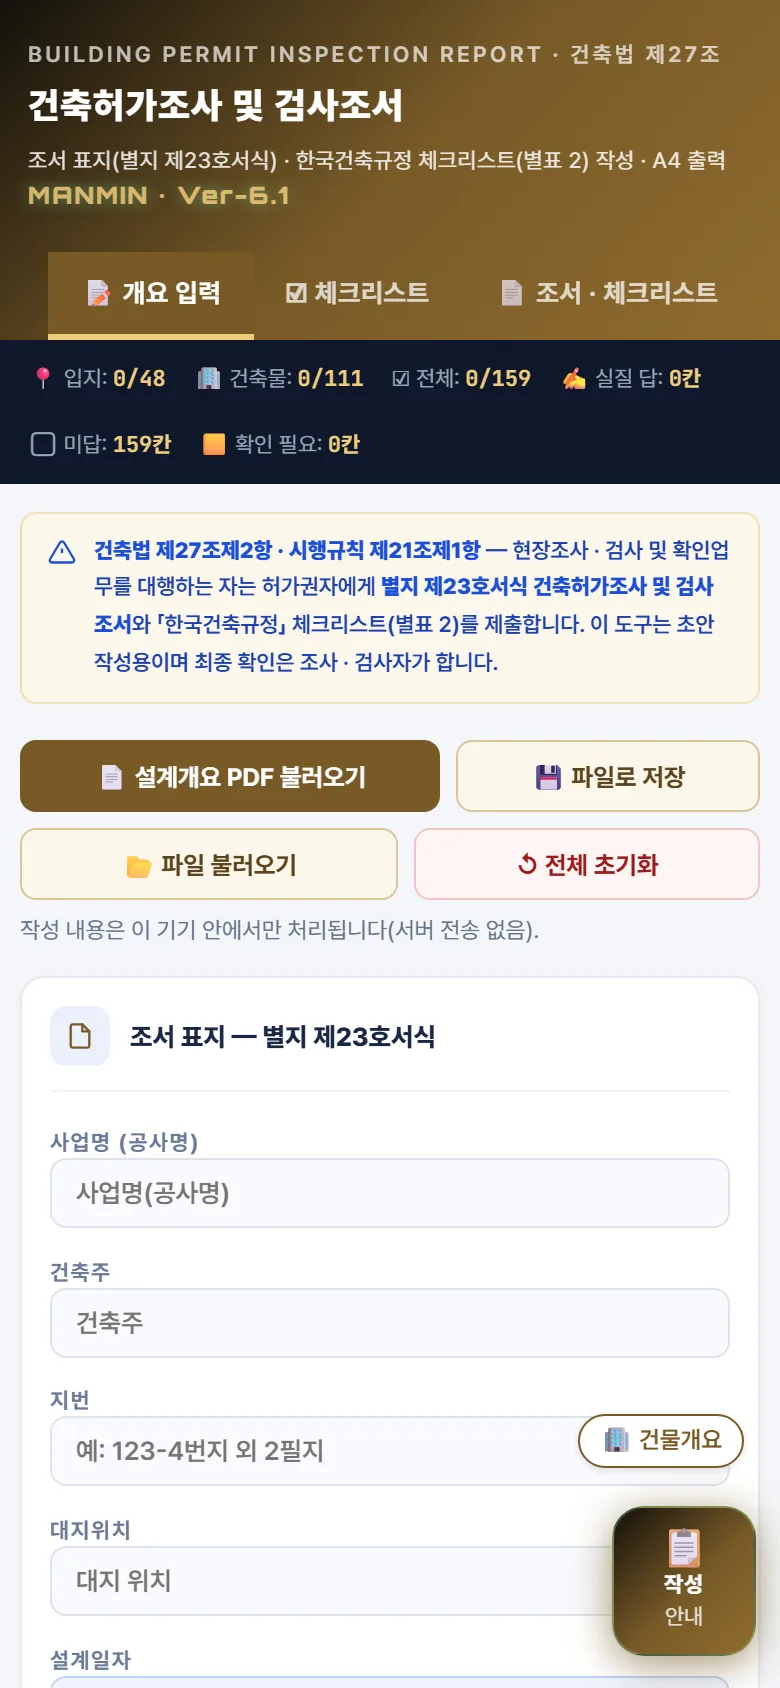 BUILDING PERMIT INSPECTION REPORT · 건축법 제27조
건축허가조사 및 검사조서
조서 표지(별지 제23호서식) · 한국건축규정 체크리스트(별표 2) 작성 · A4 출력
MANMIN · Ver-6.1
개요 입력
체크리스트
조서 · 체크리스트
입지: 0/48
건축물: 0/111
전체: 0/159
실질 답: 0칸
미답: 159칸
확인 필요: 0칸
건축법 제27조제2항 · 시행규칙 제21조제1항 — 현장조사 · 검사 및 확인업
무를 대행하는 자는 허가권자에게 별지 제23호서식 건축허가조사 및 검사
조서와 「한국건축규정」 체크리스트(별표 2)를 제출합니다. 이 도구는 초안
작성용이며 최종 확인은 조사 · 검사자가 합니다.
설계개요 PDF 불러오기
파일로 저장
파일 불러오기
전체 초기화
작성 내용은 이 기기 안에서만 처리됩니다(서버 전송 없음).
조서 표지 — 별지 제23호서식
사업명 (공사명)
사업명(공사명)
건축주
건축주
지번
예: 123-4번지 외 2필지
건물개요
대지위치
대지 위치
작성
안내
설계일자